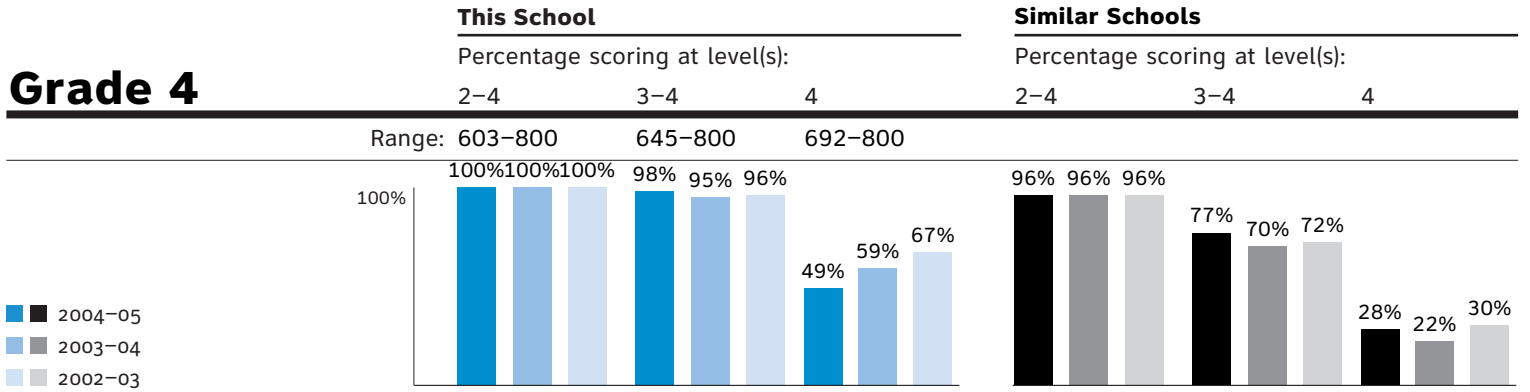 This School Similar Schools
Percentage scoring at level(s): Percentage scoring at level(s):
Grade 4 2–4 3–4 4 2–4 3–4 4
Range: 603–800 645–800 692–800
100% 100% 100% 98% 95% 96% 49% 59% 67% 96% 96% 96% 77% 70% 72% 28% 22% 30%
100%
2004–05
2003–04
2002–03